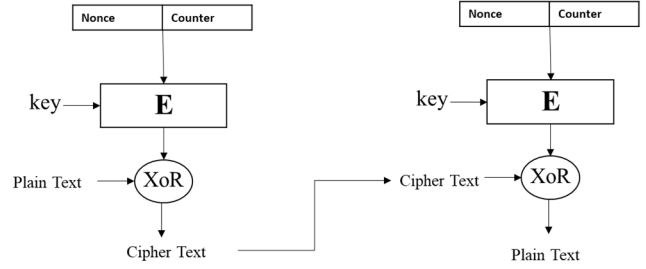 Nonce Counter
key E
Plain Text XoR
Cipher Text
Nonce Counter
key E
Cipher Text XoR
Plain Text